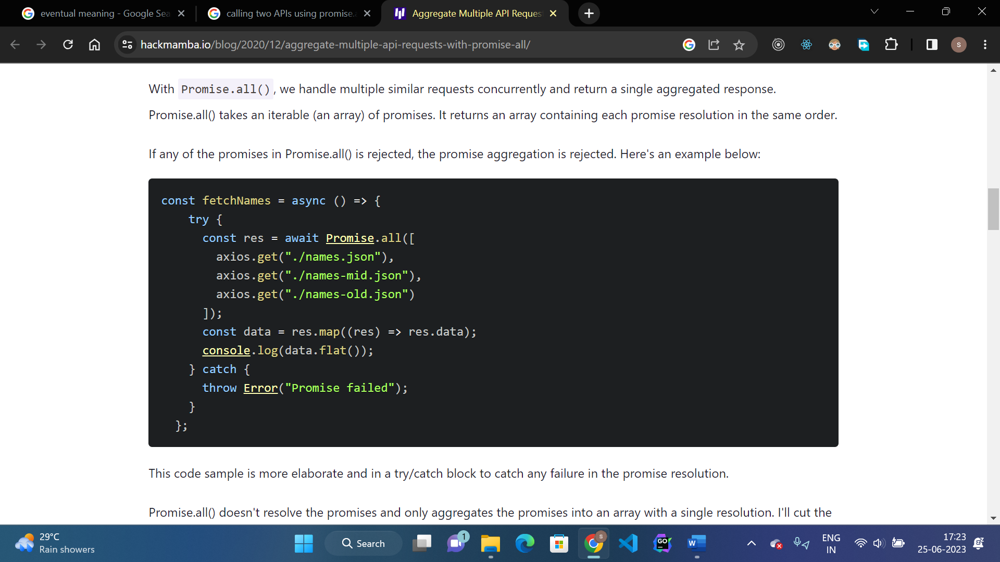 eventual meaning - Google Sea
calling two APIs using promise.a
Aggregate Multiple API Reques
hackmamba.io/blog/2020/12/aggregate-multiple-api-requests-with-promise-all/
s
With Promise.all(), we handle multiple similar requests concurrently and return a single aggregated response.
Promise.all() takes an iterable (an array) of promises. It returns an array containing each promise resolution in the same order.
If any of the promises in Promise.all() is rejected, the promise aggregation is rejected. Here's an example below:
const fetchNames = async () => {
    try {
      const res = await Promise.all([
        axios.get("./names.json"),
        axios.get("./names-mid.json"),
        axios.get("./names-old.json")
      ]);
      const data = res.map((res) => res.data);
      console.log(data.flat());
    } catch {
      throw Error("Promise failed");
    }
  };
This code sample is more elaborate and in a try/catch block to catch any failure in the promise resolution.
Promise.all() doesn't resolve the promises and only aggregates the promises into an array with a single resolution. I'll cut the
29°C
Rain showers
Search
1
s
GO
W
ENG
IN
17:23
25-06-2023